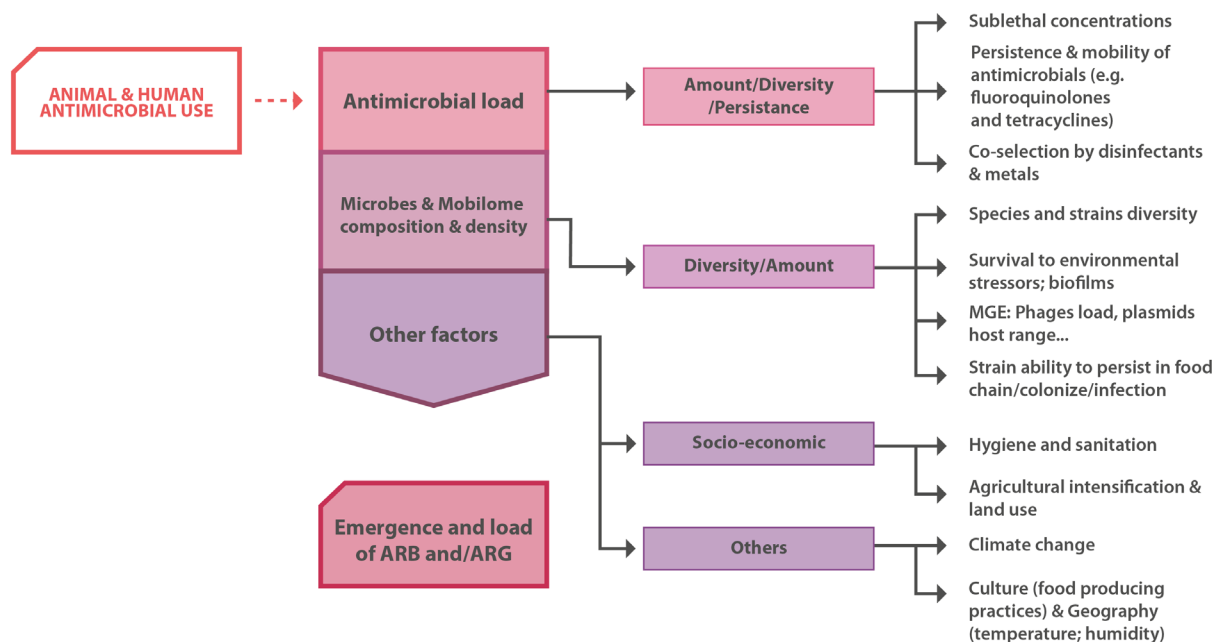 ANIMAL & HUMAN
ANTIMICROBIAL USE
Antimicrobial load
Microbes & Mobilome
composition & density
Other factors
Emergence and load
of ARB and/ARG
Amount/Diversity
/Persistance
Diversity/Amount
Socio-economic
Others
Sublethal concentrations
Persistence & mobility of
antimicrobials (e.g.
fluoroquinolones
and tetracyclines)
Co-selection by disinfectants
& metals
Species and strains diversity
Survival to environmental
stressors; biofilms
MGE: Phages load, plasmids
host range...
Strain ability to persist in food
chain/colonize/infection
Hygiene and sanitation
Agricultural intensification &
land use
Climate change
Culture (food producing
practices) & Geography
(temperature; humidity)